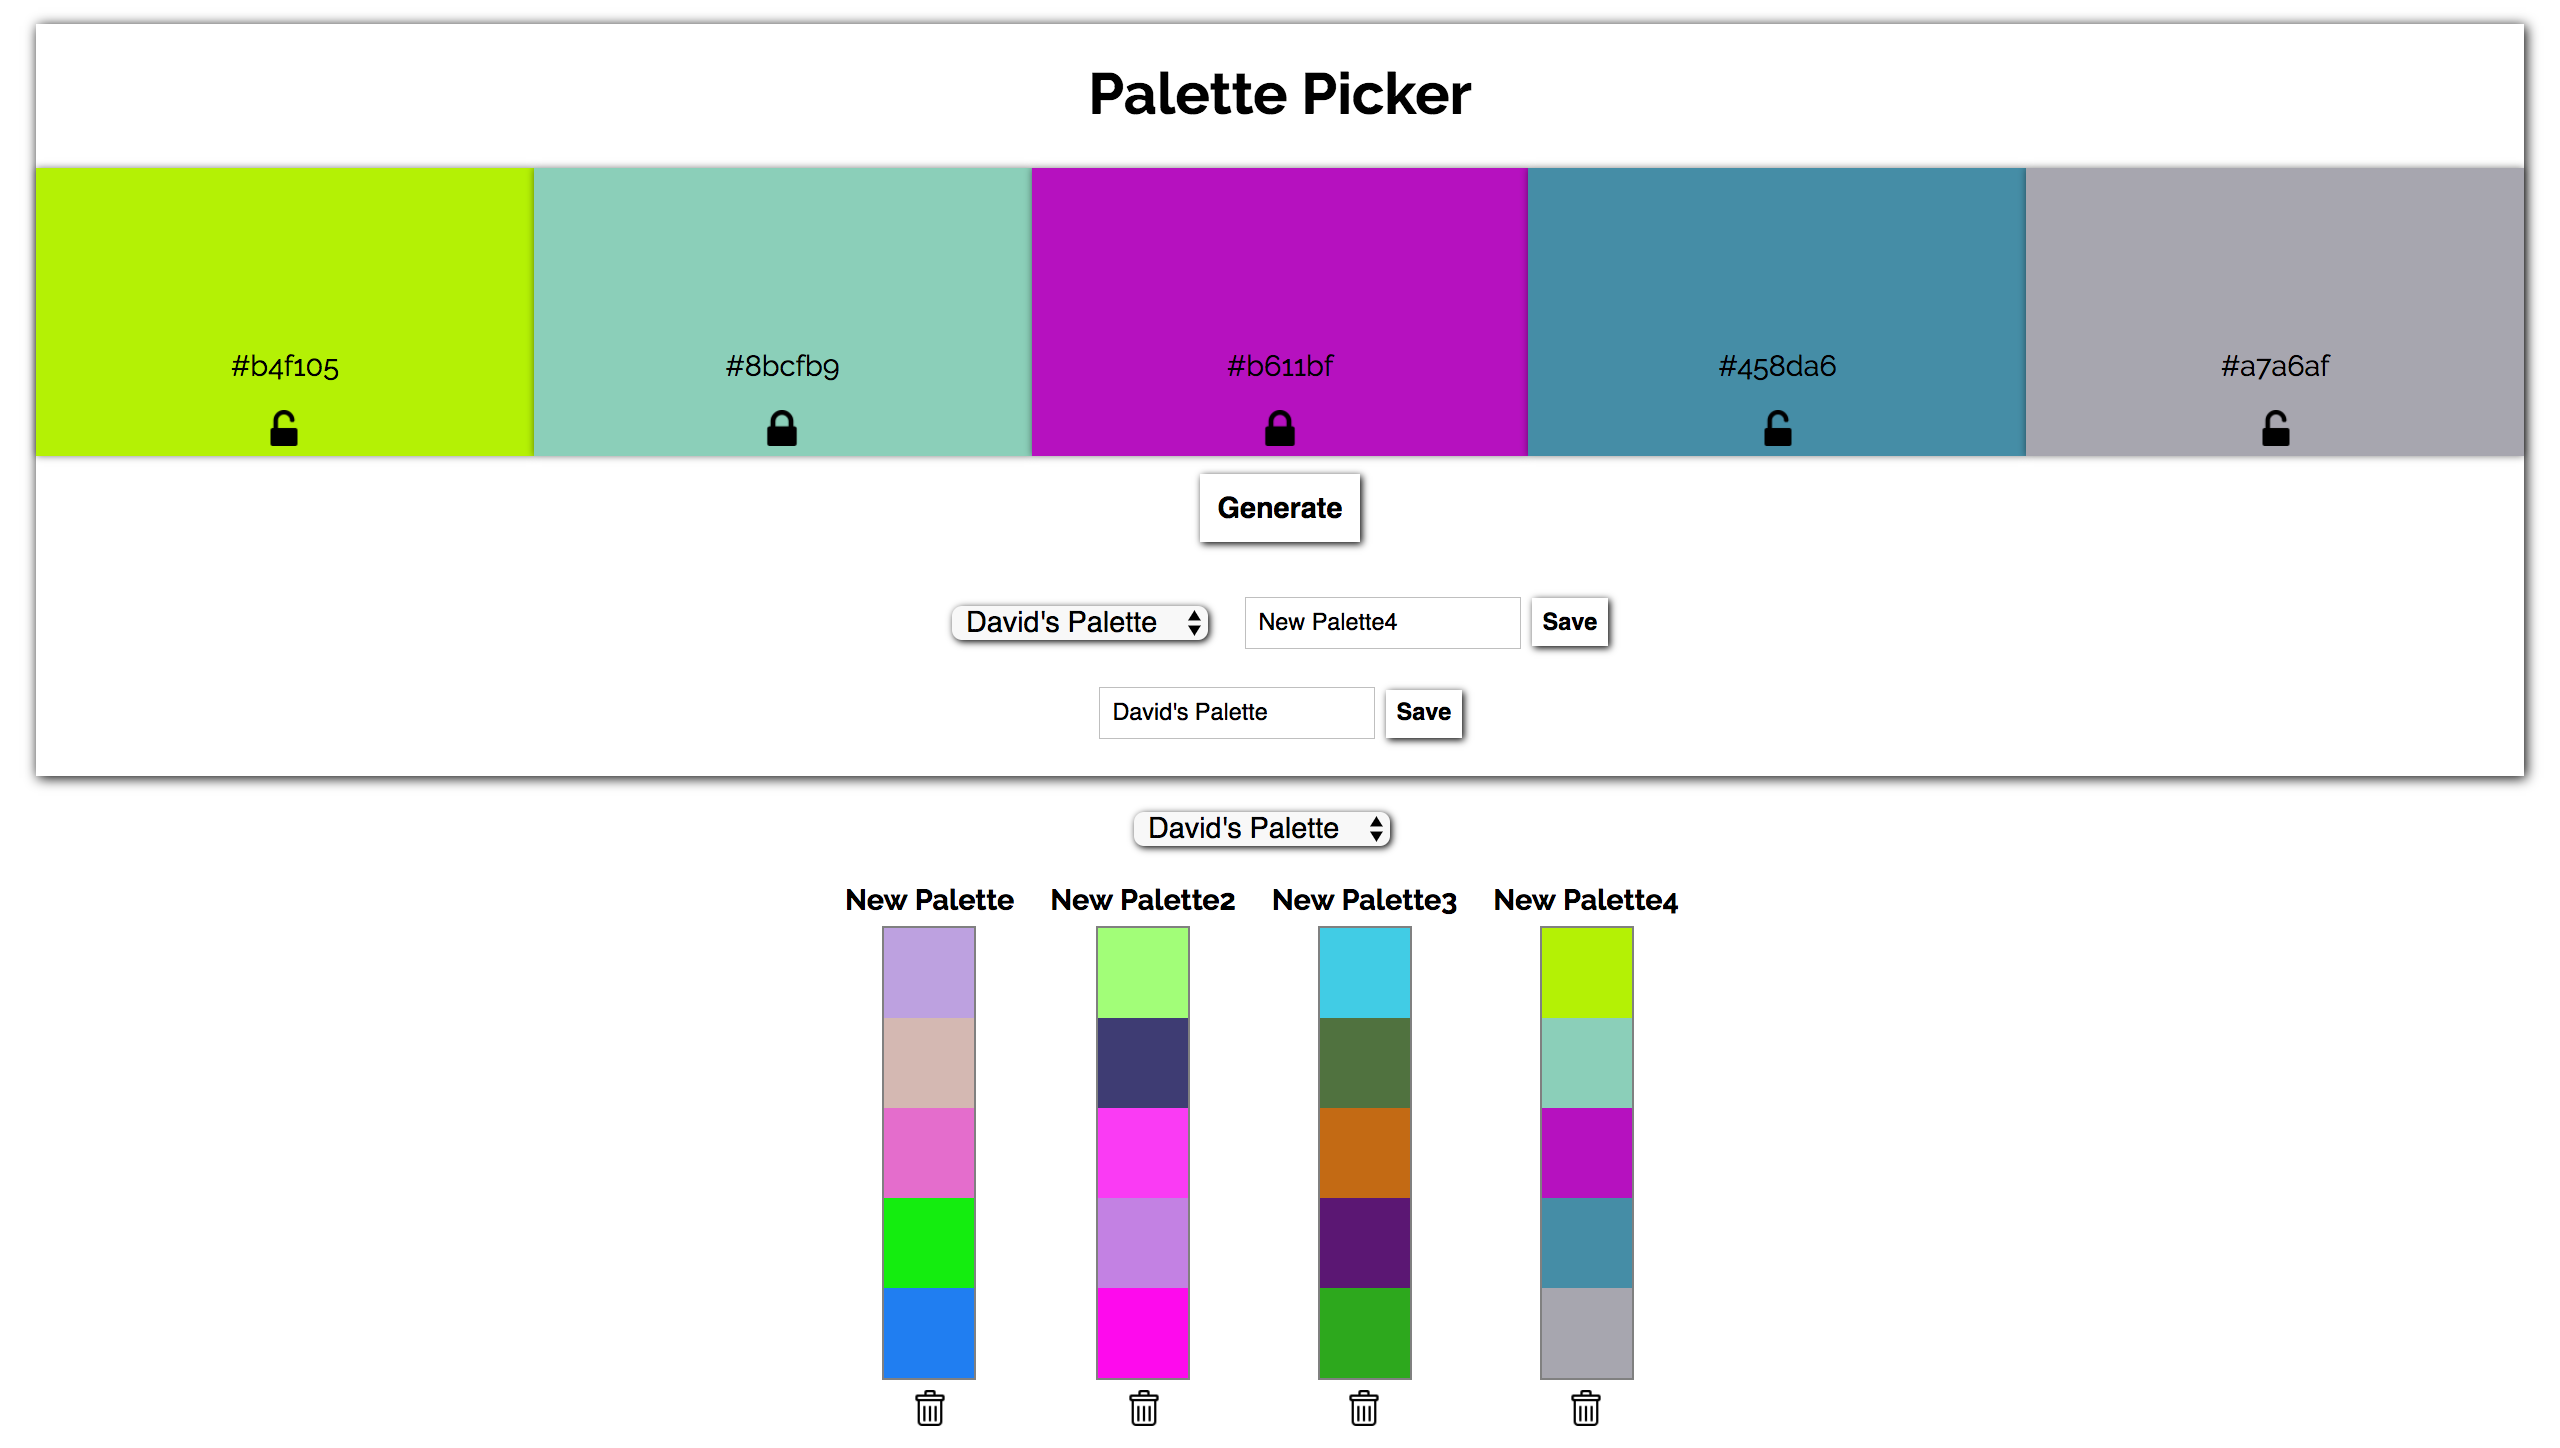 Palette Picker
#b4f105 #8bcfb9 #b611bf #458da6 #a7a6af
Generate
David's Palette New Palette4 Save
David's Palette Save
David's Palette
New Palette New Palette2 New Palette3 New Palette4